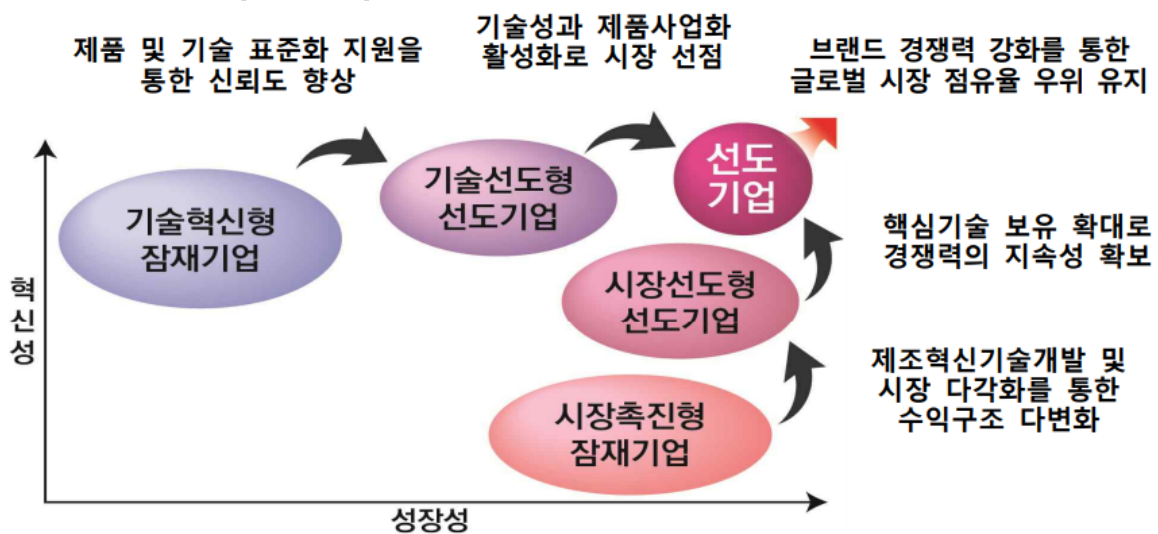 제품 및 기술 표준화 지원을
통한 신뢰도 향상
기술성과 제품사업화
활성화로 시장 선점
브랜드 경쟁력 강화를 통한
글로벌 시장 점유율 우위 유지
기술혁신형
잠재기업
기술선도형
선도기업
선도
기업
핵심기술 보유 확대로
경쟁력의 지속성 확보
시장선도형
선도기업
제조혁신기술개발 및
시장 다각화를 통한
수익구조 다변화
시장촉진형
잠재기업
혁
신
성
성장성